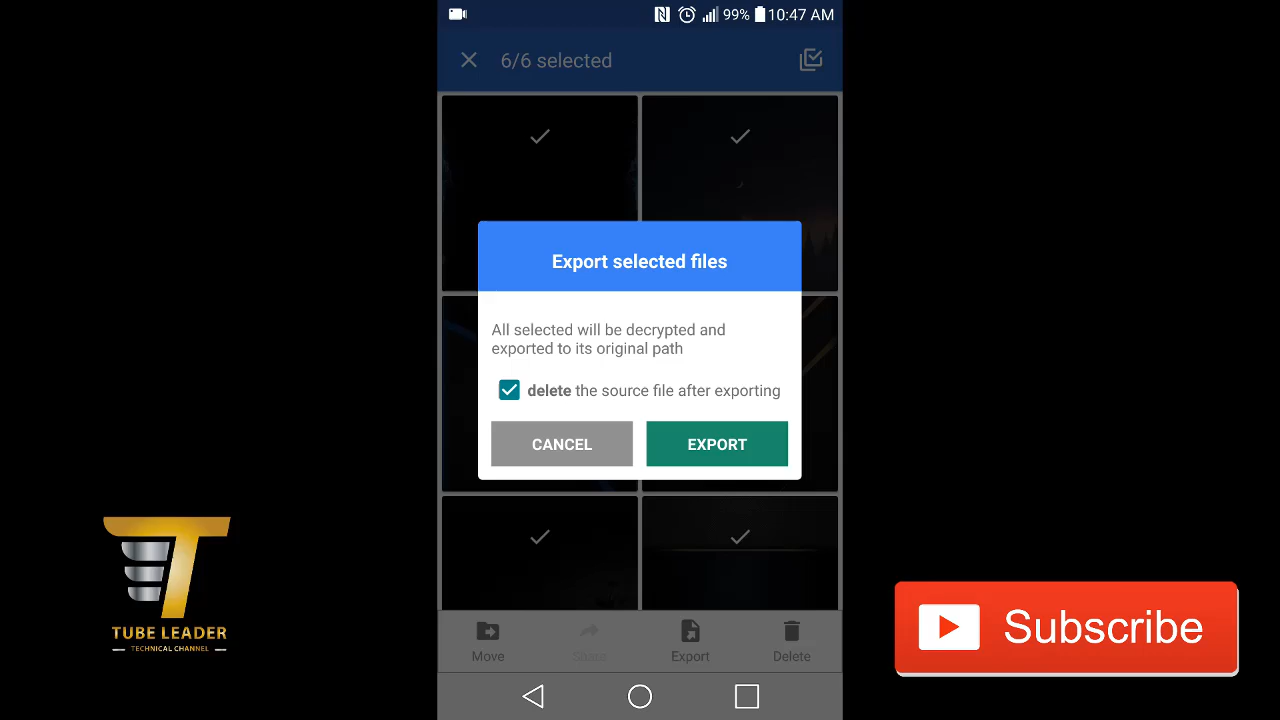 99% 10:47 AM
6/6 selected
Export selected files
All selected will be decrypted and
exported to its original path
delete the source file after exporting
CANCEL EXPORT
Move Share Export Delete
TUBE LEADER
TECHNICAL CHANNEL
Subscribe